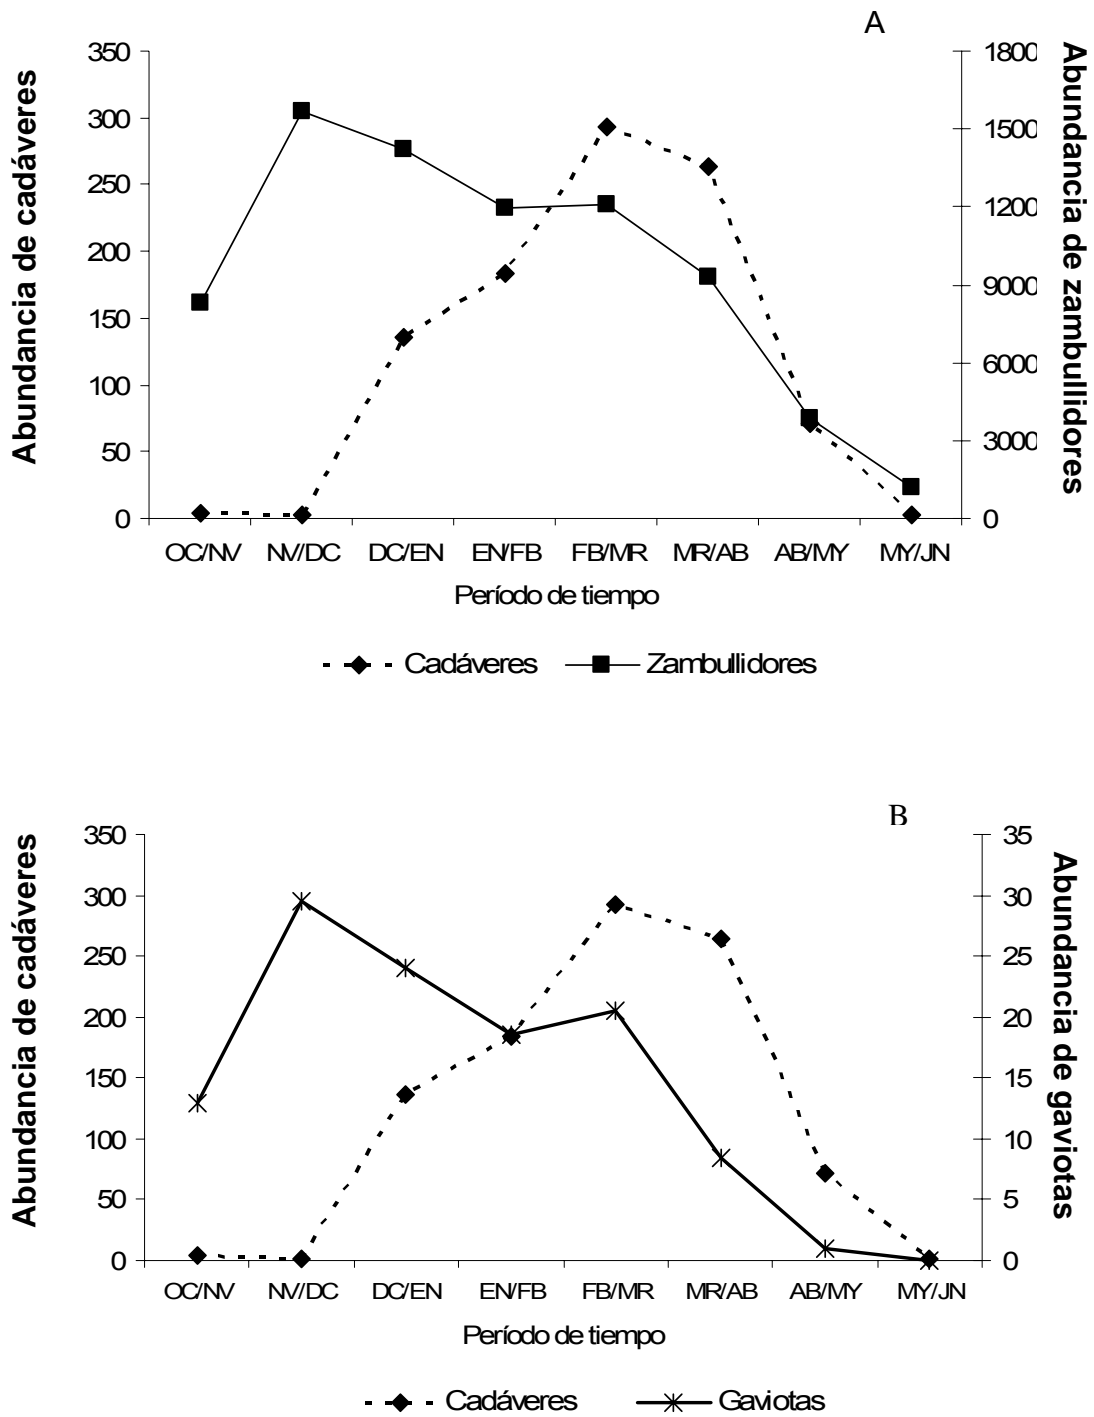 A
Abundancia de cadáveres
350
300
250
200
150
100
50
0
1800
1500
1200
9000
6000
3000
0
Abundancia de zambullidores
OC/NV NV/DC DC/EN EN/FB FB/MR MR/AB AB/MY MY/JN
Período de tiempo
Cadáveres Zambullidores
B
Abundancia de cadáveres
350
300
250
200
150
100
50
0
35
30
25
20
15
10
5
0
Abundancia de gaviotas
OC/NV NV/DC DC/EN EN/FB FB/MR MR/AB AB/MY MY/JN
Período de tiempo
Cadáveres Gaviotas